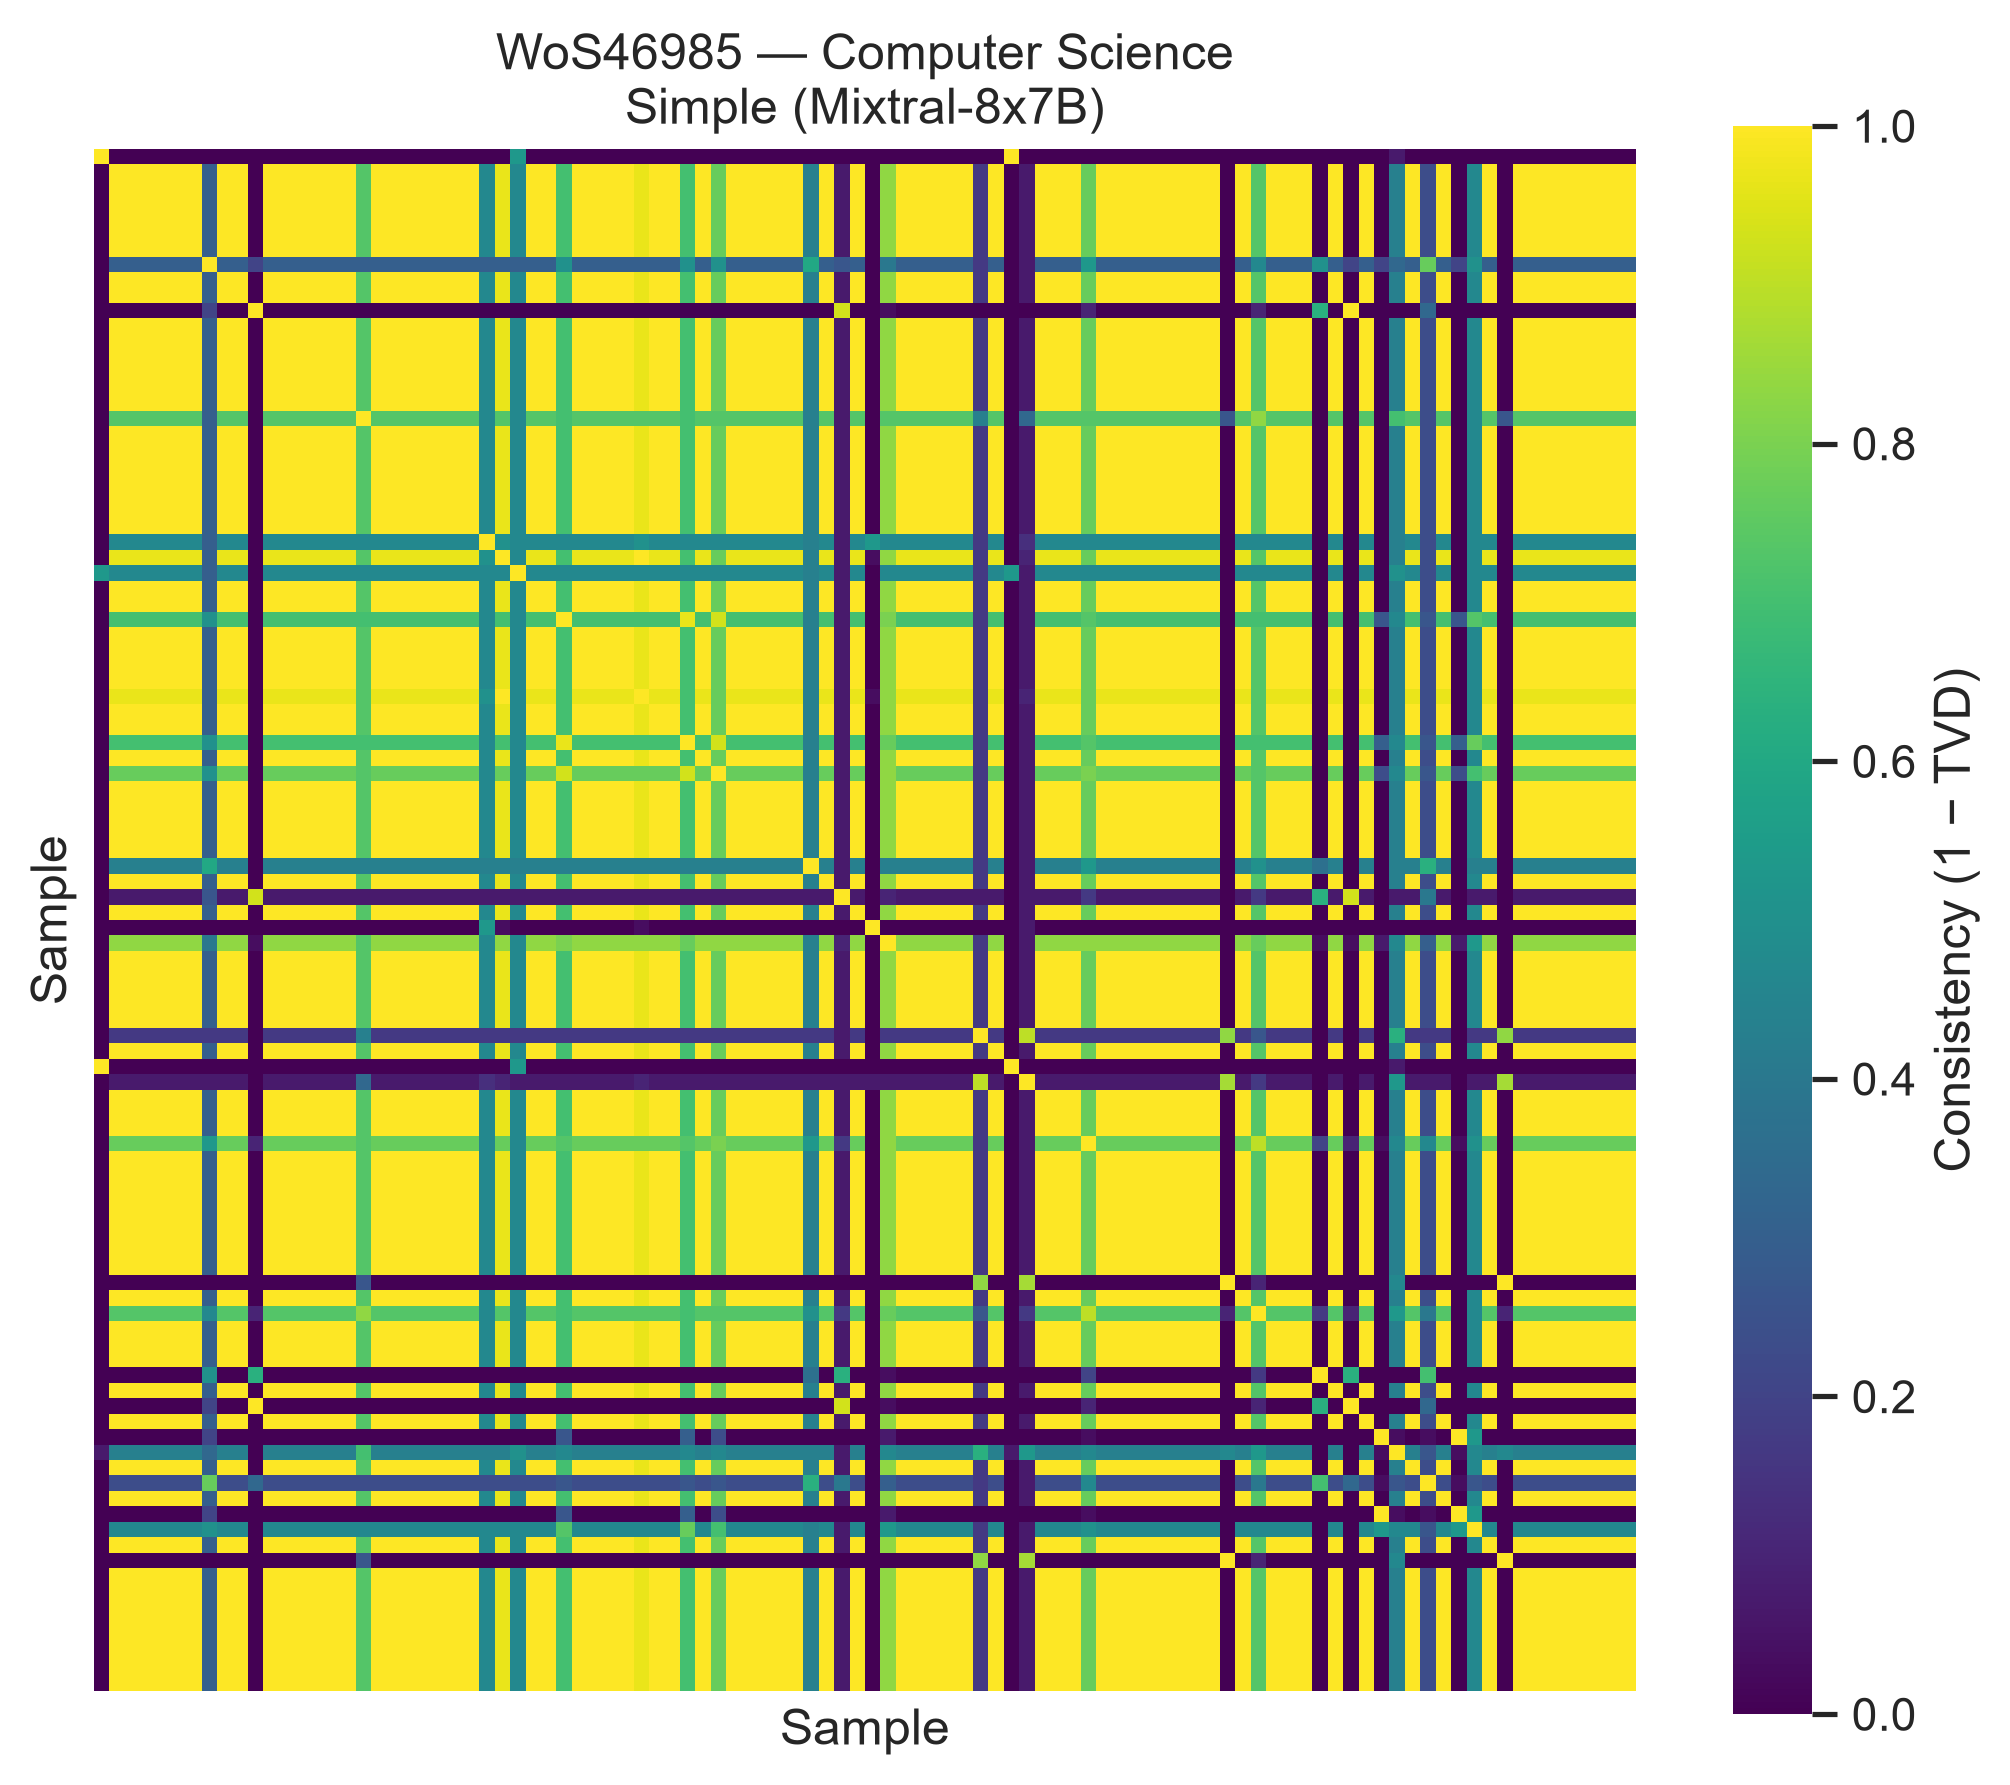 WoS46985 — Computer Science
Simple (Mixtral-8x7B)
Sample
Sample
1.0
0.8
0.6
0.4
0.2
0.0
Consistency (1 − TVD)